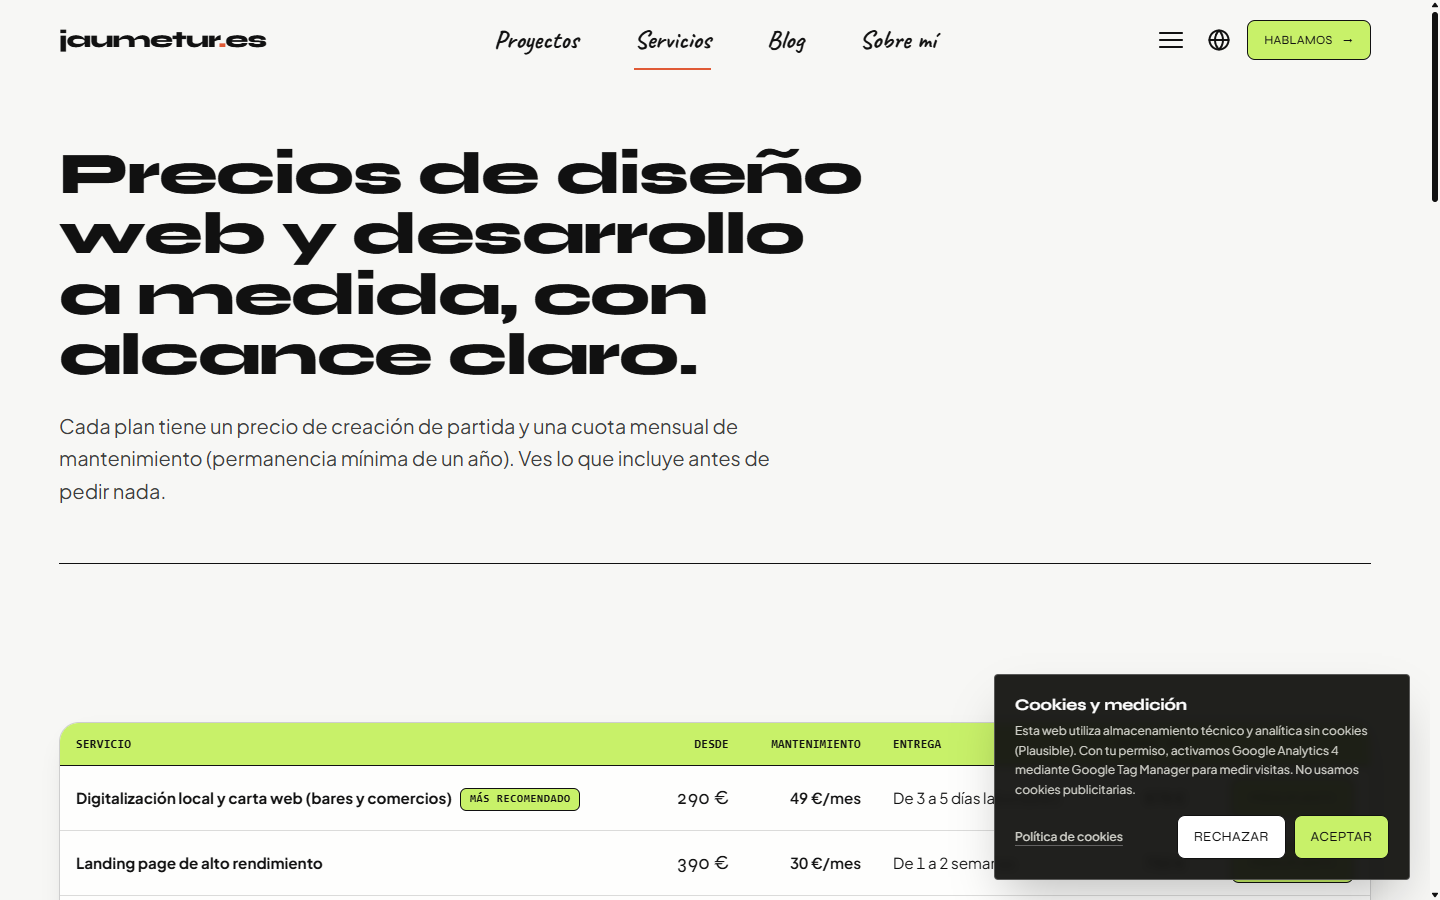 jaumetur.es
Proyectos
Servicios
Blog
Sobre mí
HABLAMOS →
Precios de diseño
web y desarrollo
a medida, con
alcance claro.
Cada plan tiene un precio de creación de partida y una cuota mensual de
mantenimiento (permanencia mínima de un año). Ves lo que incluye antes de
pedir nada.
SERVICIO DESDE MANTENIMIENTO ENTREGA
Digitalización local y carta web (bares y comercios) MÁS RECOMENDADO 290 € 49 €/mes De 3 a 5 días
Landing page de alto rendimiento 390 € 30 €/mes De 1 a 2
Cookies y medición
Esta web utiliza almacenamiento técnico y analítica sin cookies
(Plausible). Con tu permiso, activamos Google Analytics 4
mediante Google Tag Manager para medir visitas. No usamos
cookies publicitarias.
Política de cookies
RECHAZAR
ACEPTAR